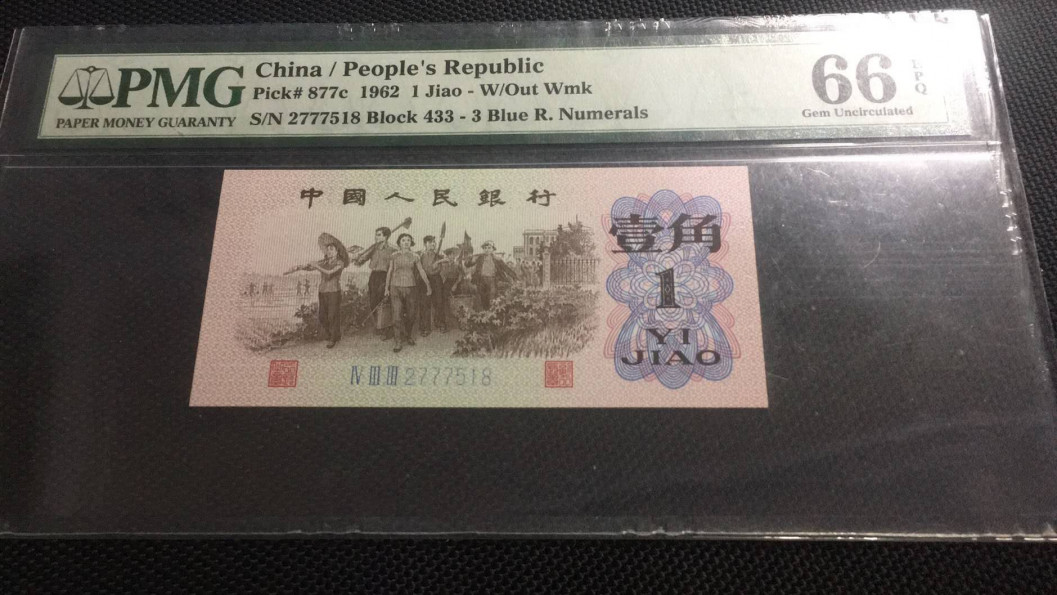 PMG
PAPER MONEY GUARANTY
China / People's Republic
Pick# 877c 1962 1 Jiao - W/Out Wmk
S/N 2777518 Block 433 - 3 Blue R. Numerals
66 EPQ
Gem Uncirculated
中國人民銀行
壹角
1
YI
JIAO
Ⅳ Ⅲ Ⅲ 2777518